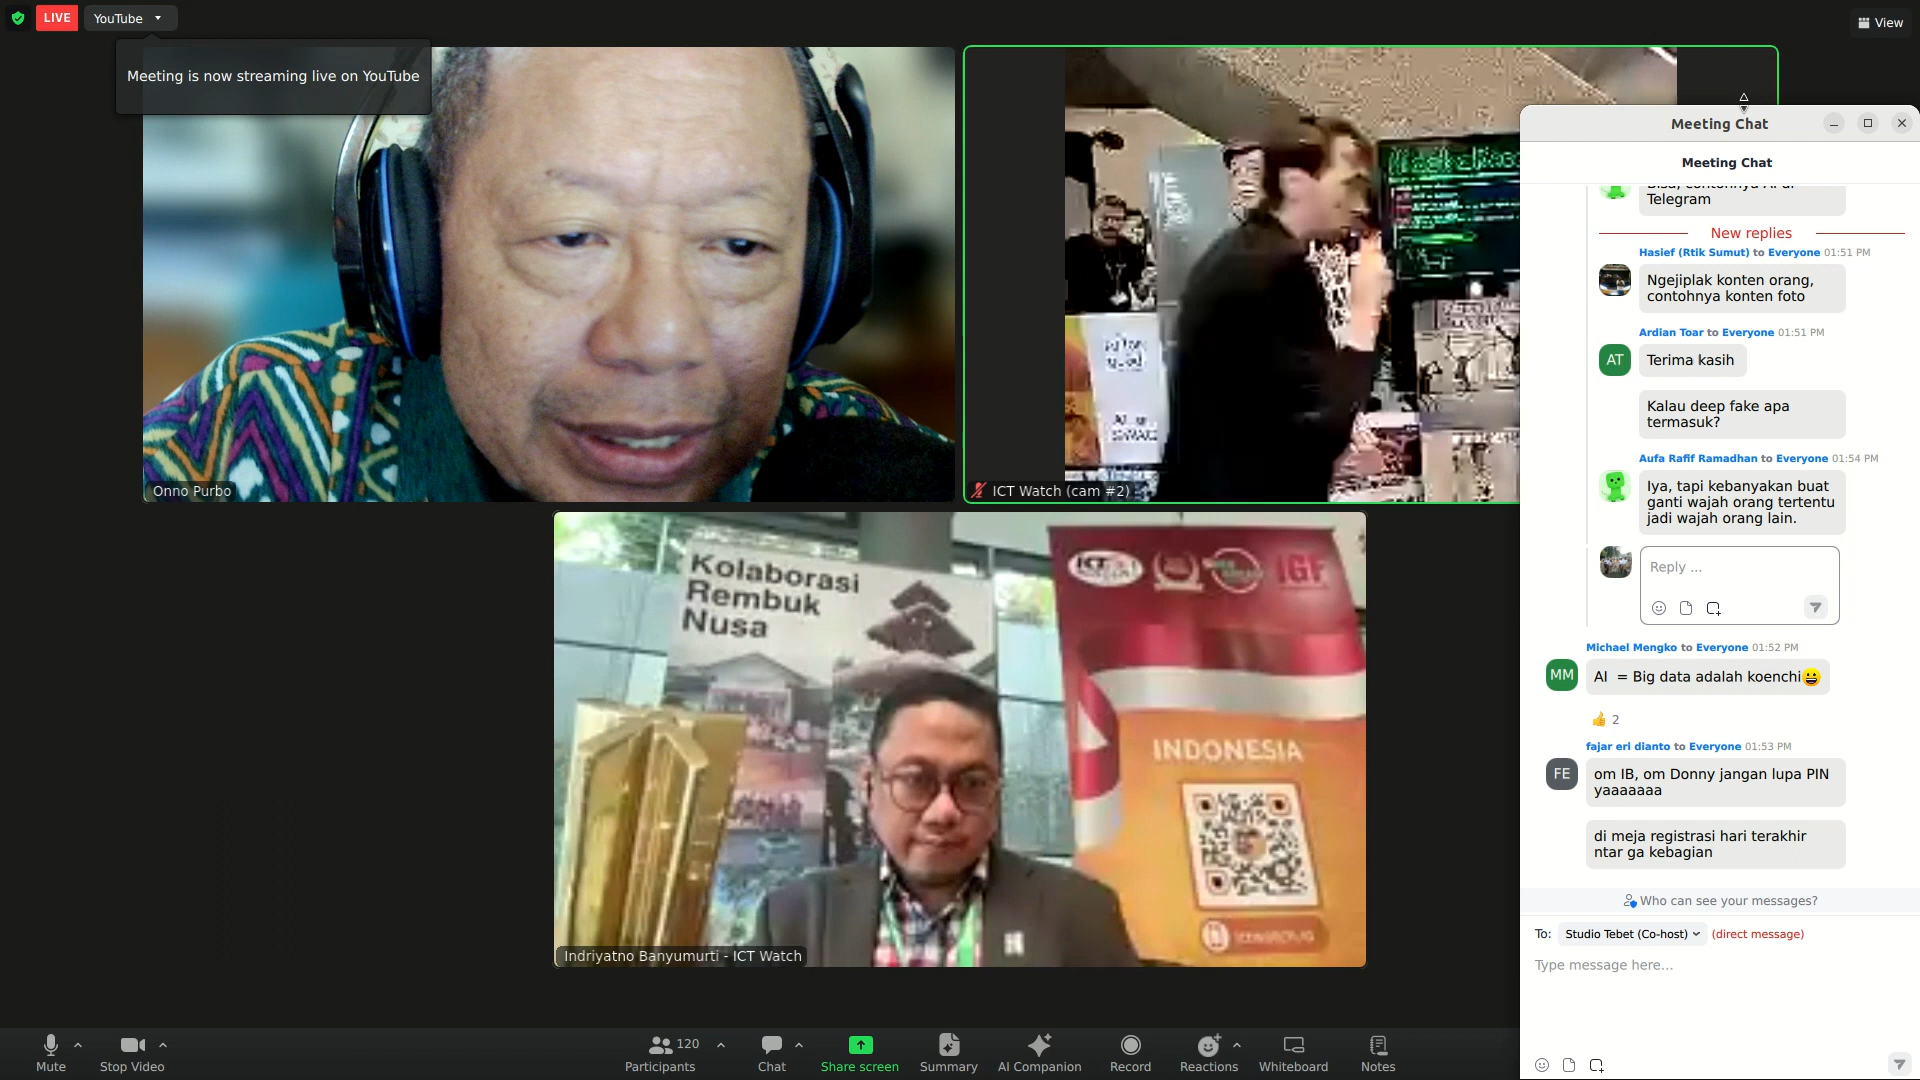 LIVE
YouTube
View
Meeting is now streaming live on YouTube
Onno Purbo
ICT Watch (cam #2)
Kolaborasi
Rembuk
Nusa
IGF
INDONESIA
Indriyatno Banyumurti - ICT Watch
Meeting Chat
Meeting Chat
Telegram
New replies
Hasief (Rtik Sumut) to Everyone 01:51 PM
Ngejiplak konten orang,
contohnya konten foto
Ardian Toar to Everyone 01:51 PM
AT
Terima kasih
Kalau deep fake apa
termasuk?
Aufa Rafif Ramadhan to Everyone 01:54 PM
Iya, tapi kebanyakan buat
ganti wajah orang tertentu
jadi wajah orang lain.
Reply ...
Michael Mengko to Everyone 01:52 PM
MM
AI = Big data adalah koenchi😀
👍 2
fajar eri dianto to Everyone 01:53 PM
FE
om IB, om Donny jangan lupa PIN
yaaaaaaa
di meja registrasi hari terakhir
ntar ga kebagian
Who can see your messages?
To: Studio Tebet (Co-host) (direct message)
Type message here...
Mute
Stop Video
Participants
120
Chat
Share screen
Summary
AI Companion
Record
Reactions
Whiteboard
Notes